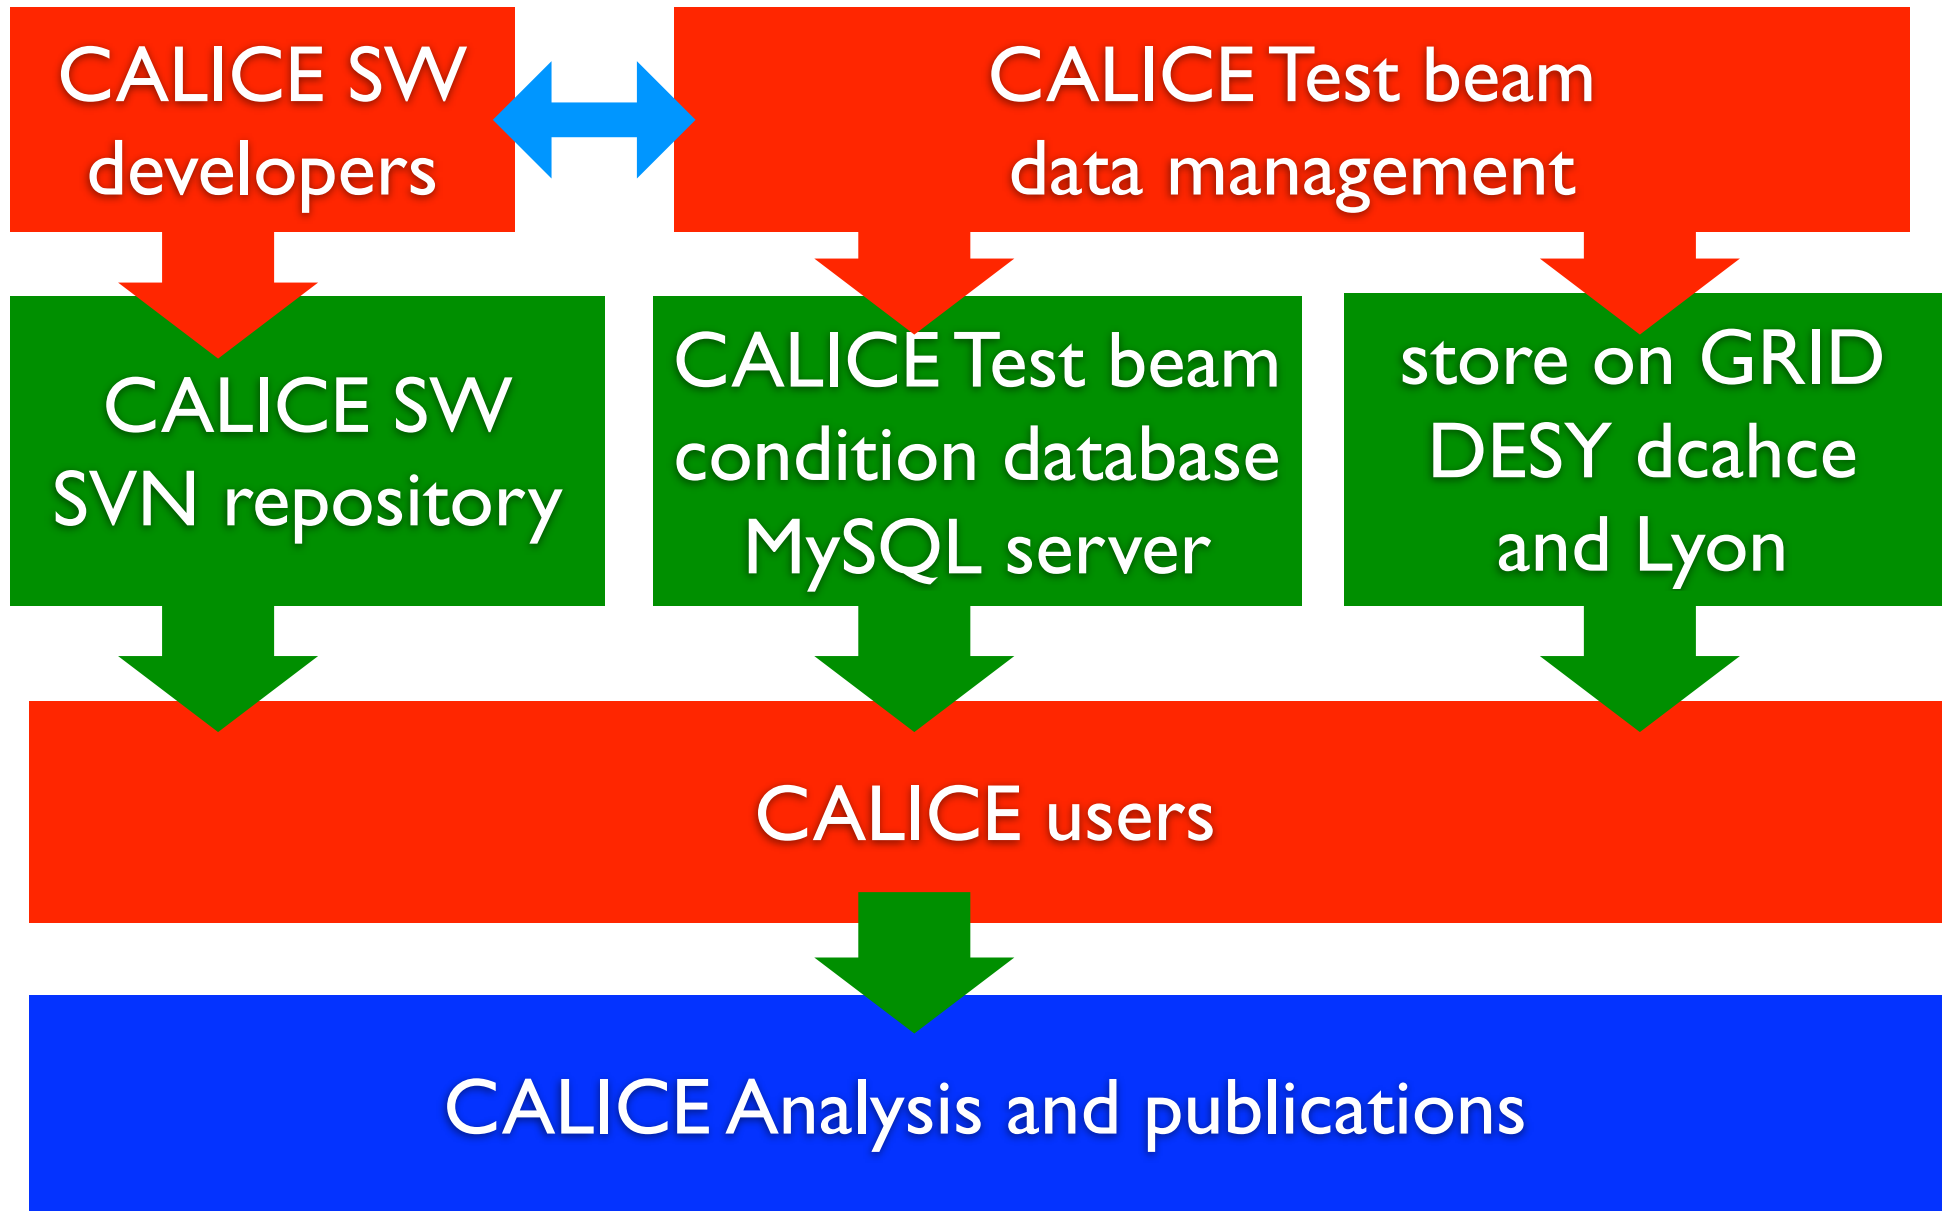 CALICE SW
developers
CALICE Test beam
data management
CALICE SW
SVN repository
CALICE Test beam
condition database
MySQL server
store on GRID
DESY dcahce
and Lyon
CALICE users
CALICE Analysis and publications